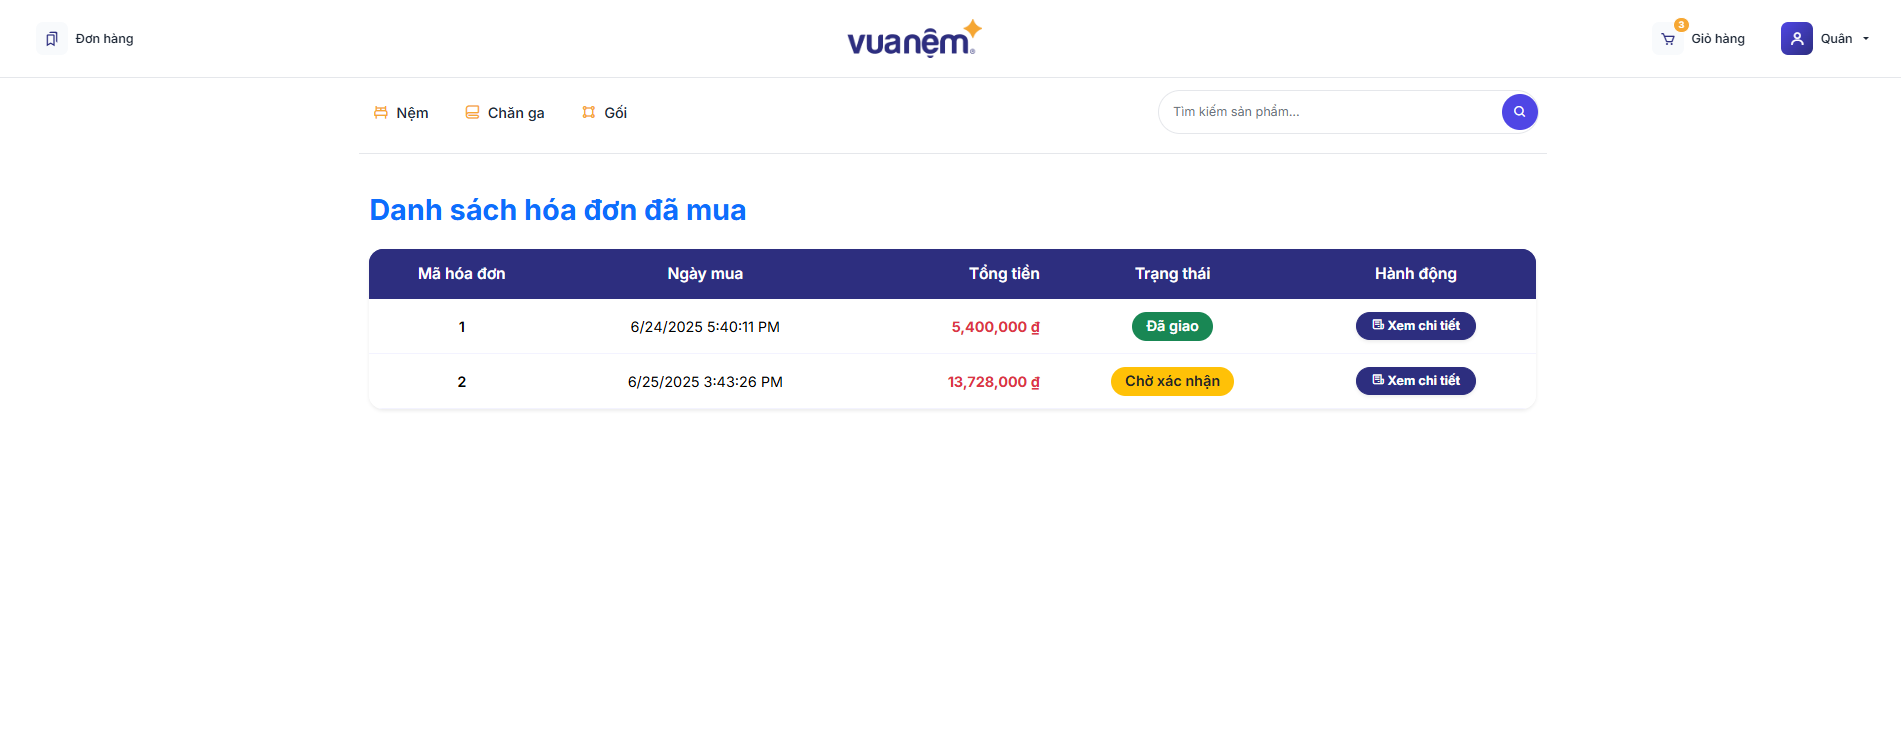 Đơn hàng
vuanệm®
3
Giỏ hàng
Quân
Nệm
Chăn ga
Gối
Tìm kiếm sản phẩm...
Danh sách hóa đơn đã mua
Mã hóa đơn Ngày mua Tổng tiền Trạng thái Hành động
1 6/24/2025 5:40:11 PM 5,400,000 ₫ Đã giao Xem chi tiết
2 6/25/2025 3:43:26 PM 13,728,000 ₫ Chờ xác nhận Xem chi tiết